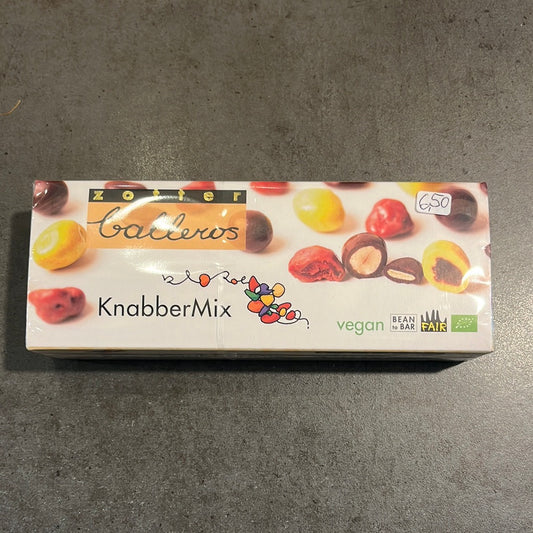 zotter
balleros
6,50
KnabberMix
vegan
BEAN
to BAR
FAIR